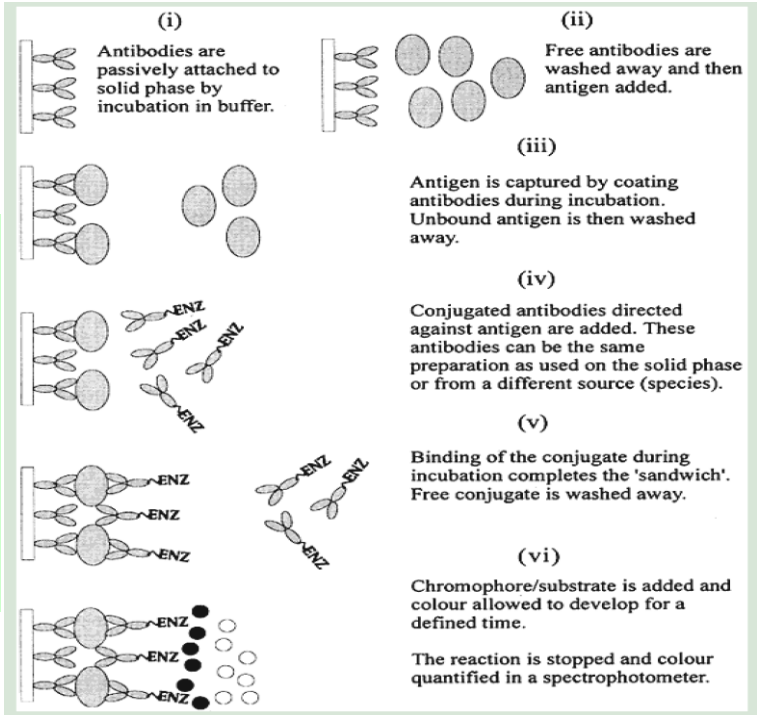 (i)
Antibodies are
passively attached to
solid phase by
incubation in buffer.
(ii)
Free antibodies are
washed away and then
antigen added.
(iii)
Antigen is captured by coating
antibodies during incubation.
Unbound antigen is then washed
away.
(iv)
ENZ
ENZ
ENZ
ENZ
Conjugated antibodies directed
against antigen are added. These
antibodies can be the same
preparation as used on the solid phase
or from a different source (species).
(v)
ENZ
ENZ
ENZ
ENZ
ENZ
ENZ
Binding of the conjugate during
incubation completes the 'sandwich'.
Free conjugate is washed away.
(vi)
ENZ
ENZ
ENZ
Chromophore/substrate is added and
colour allowed to develop for a
defined time.
The reaction is stopped and colour
quantified in a spectrophotometer.